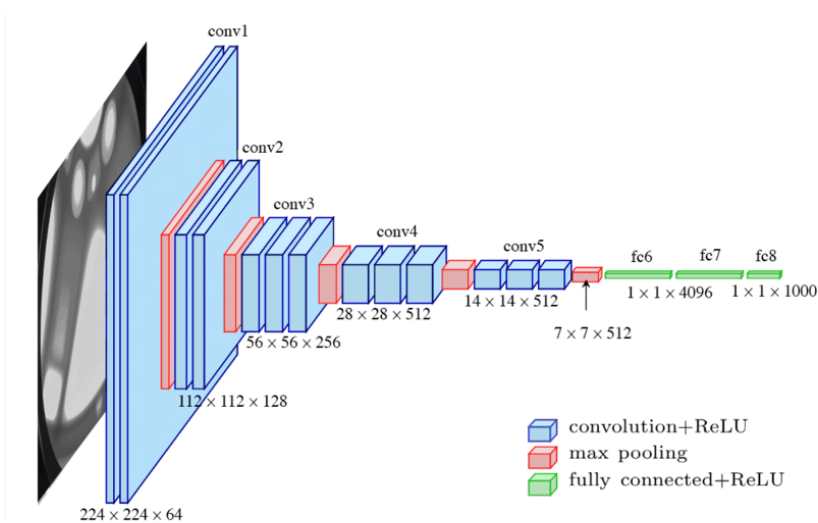 conv1
conv2
conv3
conv4
conv5
fc6
fc7
fc8
1 × 1 × 4096
1 × 1 × 1000
14 × 14 × 512
28 × 28 × 512
7 × 7 × 512
56 × 56 × 256
112 × 112 × 128
224 × 224 × 64
convolution+ReLU
max pooling
fully connected+ReLU